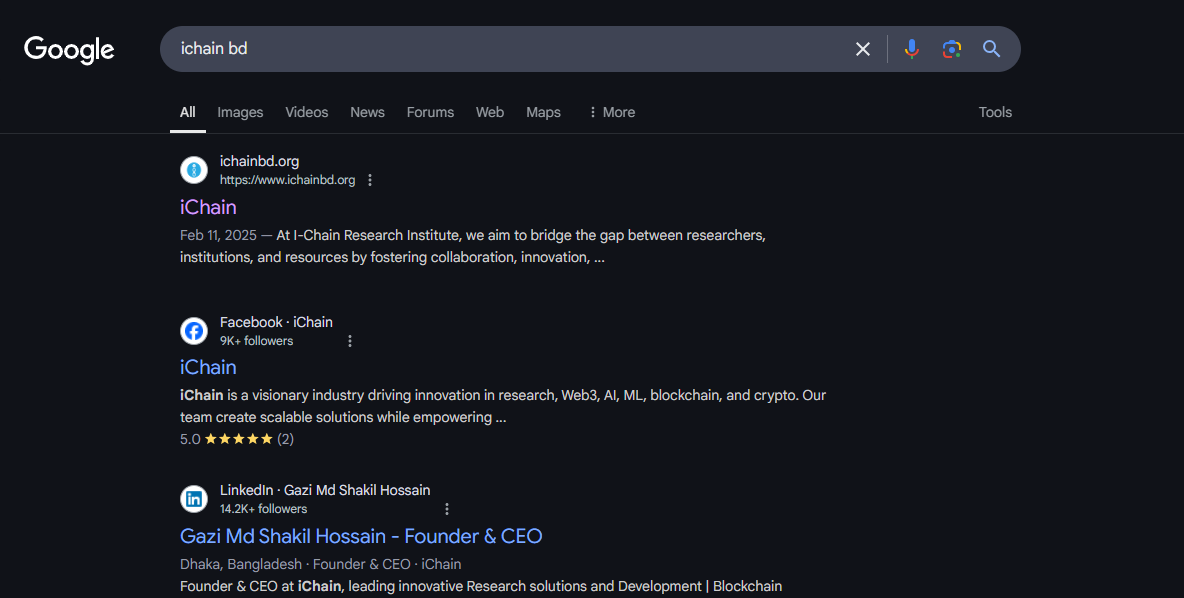 Google
ichain bd
All Images Videos News Forums Web Maps More Tools
ichainbd.org
https://www.ichainbd.org
iChain
Feb 11, 2025 — At I-Chain Research Institute, we aim to bridge the gap between researchers,
institutions, and resources by fostering collaboration, innovation, ...
Facebook · iChain
9K+ followers
iChain
iChain is a visionary industry driving innovation in research, Web3, AI, ML, blockchain, and crypto. Our
team create scalable solutions while empowering ...
5.0 ★★★★★ (2)
in
LinkedIn · Gazi Md Shakil Hossain
14.2K+ followers
Gazi Md Shakil Hossain - Founder & CEO
Dhaka, Bangladesh · Founder & CEO · iChain
Founder & CEO at iChain, leading innovative Research solutions and Development | Blockchain